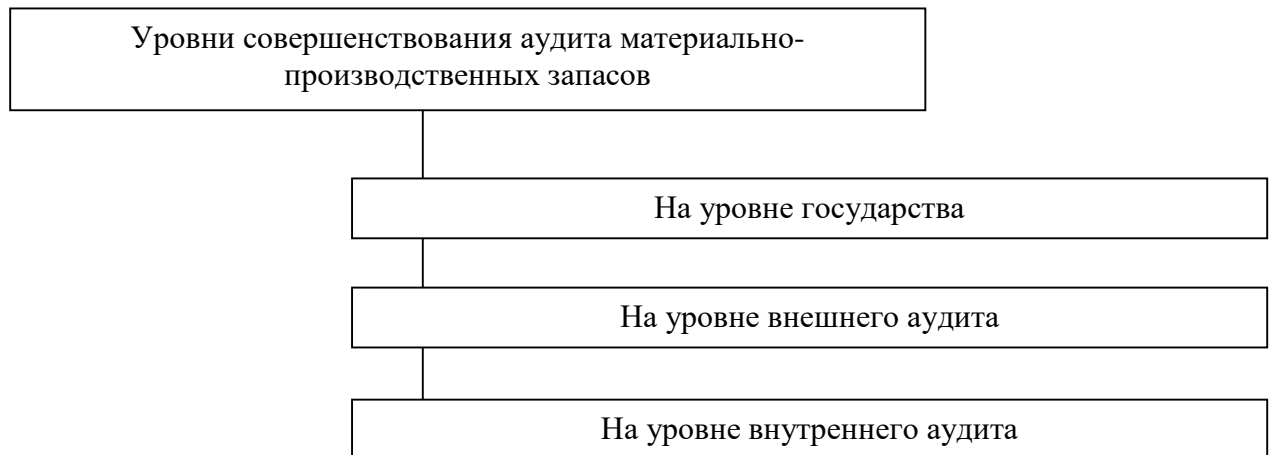 Уровни совершенствования аудита материально-
производственных запасов
На уровне государства
На уровне внешнего аудита
На уровне внутреннего аудита